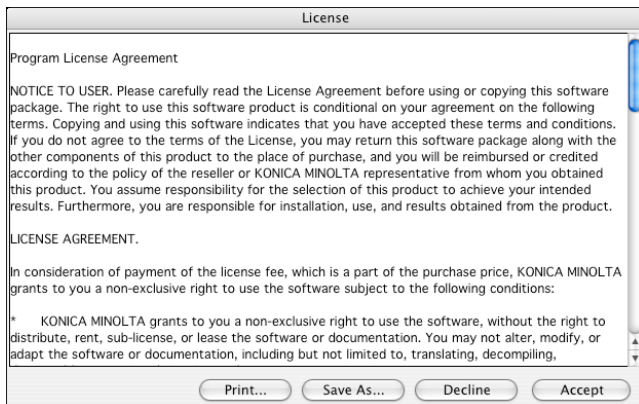 License
Program License Agreement
NOTICE TO USER. Please carefully read the License Agreement before using or copying this software
package. The right to use this software product is conditional on your agreement on the following
terms. Copying and using this software indicates that you have accepted these terms and conditions.
If you do not agree to the terms of the License, you may return this software package along with the
other components of this product to the place of purchase, and you will be reimbursed or credited
according to the policy of the reseller or KONICA MINOLTA representative from whom you obtained
this product. You assume responsibility for the selection of this product to achieve your intended
results. Furthermore, you are responsible for installation, use, and results obtained from the product.
LICENSE AGREEMENT.
In consideration of payment of the license fee, which is a part of the purchase price, KONICA MINOLTA
grants to you a non-exclusive right to use the software subject to the following conditions:
* KONICA MINOLTA grants to you a non-exclusive right to use the software, without the right to
distribute, rent, sub-license, or lease the software or documentation. You may not alter, modify, or
adapt the software or documentation, including but not limited to, translating, decompiling,
Print... Save As... Decline Accept